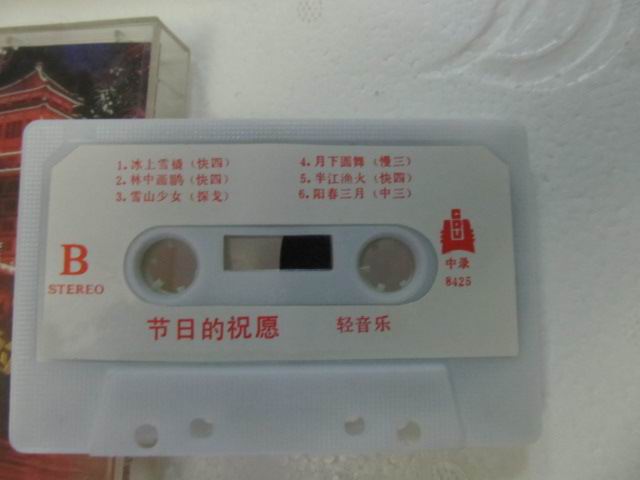 1.冰上雪橇（快四）
2.林中画鹛（快四）
3.雪山少女（探戈）
4.月下圆舞（慢三）
5.半江渔火（快四）
6.阳春三月（中三）
B
STEREO
中录
8425
节日的祝愿
轻音乐